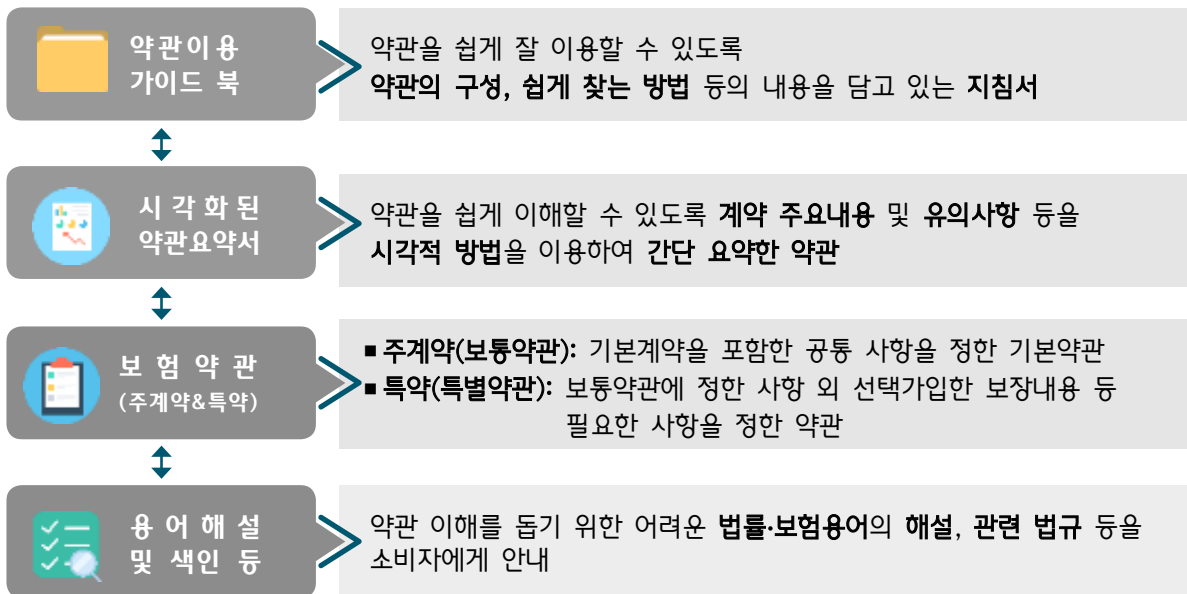 약관이용
가이드 북
약관을 쉽게 잘 이용할 수 있도록
약관의 구성, 쉽게 찾는 방법 등의 내용을 담고 있는 지침서
시각화된
약관요약서
약관을 쉽게 이해할 수 있도록 계약 주요내용 및 유의사항 등을
시각적 방법을 이용하여 간단 요약한 약관
보험약관
(주계약&특약)
▪ 주계약(보통약관): 기본계약을 포함한 공통 사항을 정한 기본약관
▪ 특약(특별약관): 보통약관에 정한 사항 외 선택가입한 보장내용 등
필요한 사항을 정한 약관
용어해설
및 색인 등
약관 이해를 돕기 위한 어려운 법률·보험용어의 해설, 관련 법규 등을
소비자에게 안내